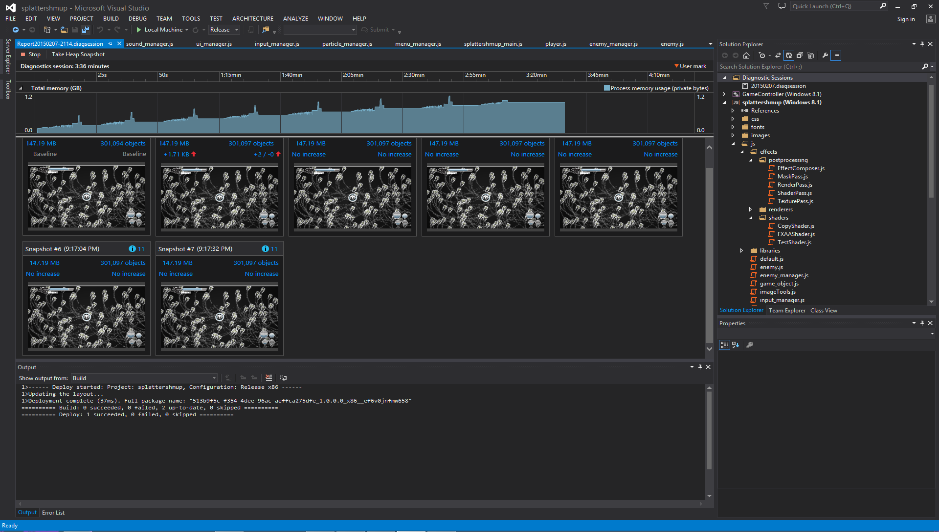 splattershmup - Microsoft Visual Studio
Quick Launch (Ctrl+Q)
FILE EDIT VIEW PROJECT BUILD DEBUG TEAM TOOLS TEST ARCHITECTURE ANALYZE WINDOW HELP
Sign in
Local Machine Release
Submit
Server Explorer
Toolbox
Report20150207-2114.diagsession sound_manager.js ui_manager.js input_manager.js particle_manager.js menu_manager.js splattershmup_main.js player.js enemy_manager.js enemy.js
Stop Take Heap Snapshot
Diagnostics session: 3:56 minutes
User mark
25s 50s 1:15min 1:40min 2:05min 2:30min 2:55min 3:20min 3:45min 4:10min
Total memory (GB)
Process memory usage (private bytes)
1.2 1.2
0.0 0.0
147.19 MB 301,094 objects
Baseline Baseline
147.19 MB 301,097 objects
+1.71 KB +3 / -0
147.19 MB 301,097 objects
No increase No increase
147.19 MB 301,097 objects
No increase No increase
147.19 MB 301,097 objects
No increase No increase
Snapshot #6 (9:17:04 PM) 11
147.19 MB 301,097 objects
No increase No increase
Snapshot #7 (9:17:32 PM) 11
147.19 MB 301,097 objects
No increase No increase
Output
Show output from: Build
1>------ Deploy started: Project: splattershmup, Configuration: Release x86 ------
1>Updating the layout...
1>Deployment complete (37ms). Full package name:
========== Build: 0 succeeded, 0 failed, 2 up-to-date, 0 skipped ==========
========== Deploy: 1 succeeded, 0 failed, 0 skipped ==========
Output Error List
Ready
Solution Explorer
Search Solution Explorer (Ctrl+;)
Diagnostic Sessions
20150207.diagsession
GameController (Windows 8.1)
splattershmup (Windows 8.1)
References
css
fonts
images
js
effects
postprocessing
EffectComposer.js
MaskPass.js
RenderPass.js
ShaderPass.js
TexturePass.js
renderers
shaders
CopyShader.js
FXAAShader.js
TestShader.js
libraries
default.js
enemy.js
enemy_manager.js
game_object.js
imageTools.js
input_manager.js
Solution Explorer Team Explorer Class View
Properties